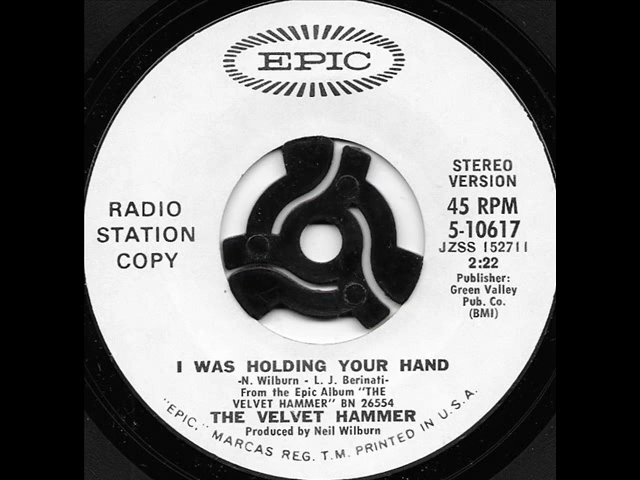 EPIC
RADIO
STATION
COPY
STEREO
VERSION
45 RPM
5-10617
JZSS 152711
2:22
Publisher:
Green Valley
Pub. Co.
(BMI)
I WAS HOLDING YOUR HAND
-N. Wilburn - L. J. Berinati-
From the Epic Album "THE
VELVET HAMMER" BN 26554
THE VELVET HAMMER
Produced by Neil Wilburn
"EPIC," MARCAS REG. T.M. PRINTED IN U.S.A.